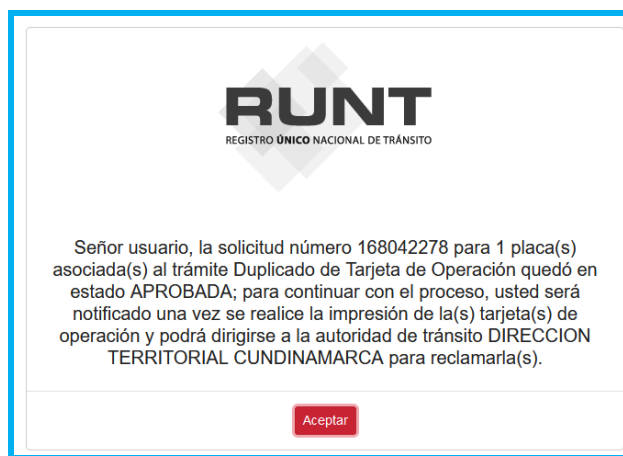 RUNT
REGISTRO ÚNICO NACIONAL DE TRÁNSITO
Señor usuario, la solicitud número 168042278 para 1 placa(s)
asociada(s) al trámite Duplicado de Tarjeta de Operación quedó en
estado APROBADA; para continuar con el proceso, usted será
notificado una vez se realice la impresión de la(s) tarjeta(s) de
operación y podrá dirigirse a la autoridad de tránsito DIRECCION
TERRITORIAL CUNDINAMARCA para reclamarla(s).
Aceptar